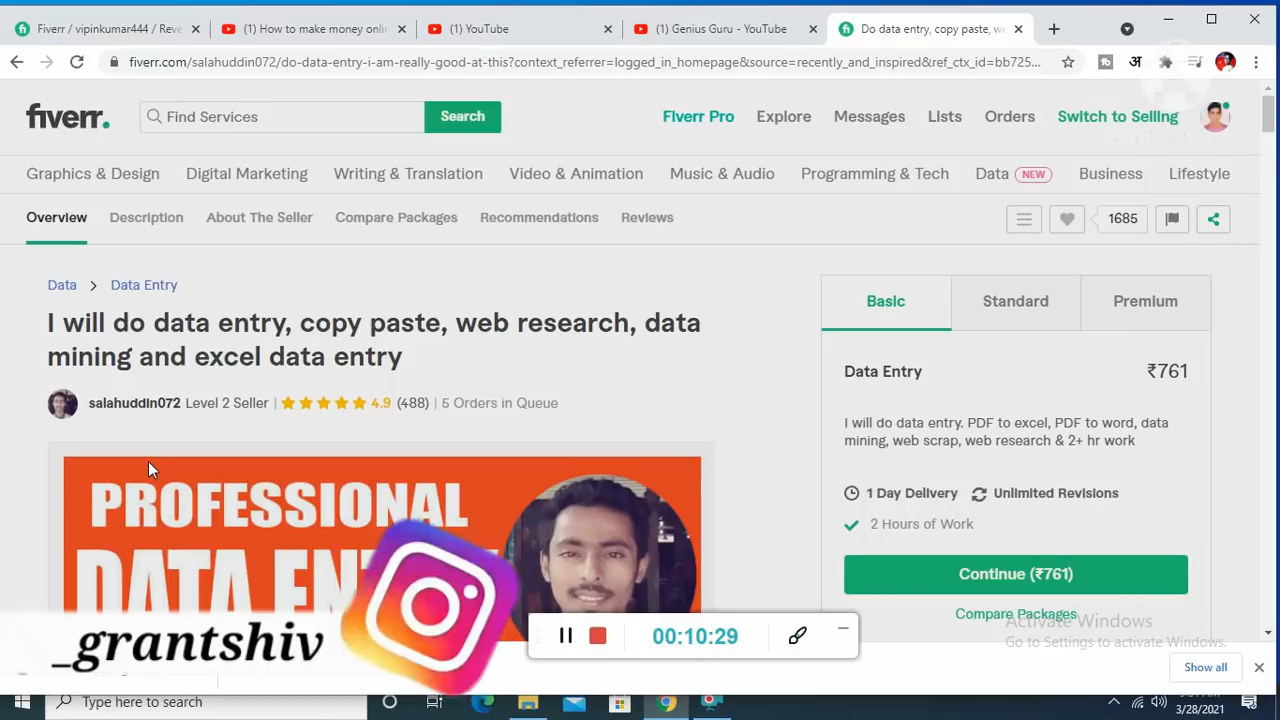 Fiverr / vipinkumar444 / Reve
(1) How to make money onlin
(1) YouTube
(1) Genius Guru - YouTube
Do data entry, copy paste, we
fiverr.com/salahuddin072/do-data-entry-i-am-really-good-at-this?context_referrer=logged_in_homepage&source=recently_and_inspired&ref_ctx_id=bb725...
अ
fiverr.
Find Services
Search
Fiverr Pro
Explore
Messages
Lists
Orders
Switch to Selling
Graphics & Design
Digital Marketing
Writing & Translation
Video & Animation
Music & Audio
Programming & Tech
Data NEW
Business
Lifestyle
Overview
Description
About The Seller
Compare Packages
Recommendations
Reviews
1685
Data > Data Entry
I will do data entry, copy paste, web research, data
mining and excel data entry
salahuddin072 Level 2 Seller | 4.9 (488) | 5 Orders in Queue
PROFESSIONAL
DATA EN
Basic
Standard
Premium
Data Entry
₹761
I will do data entry. PDF to excel, PDF to word, data
mining, web scrap, web research & 2+ hr work
1 Day Delivery
Unlimited Revisions
2 Hours of Work
Continue (₹761)
Compare Packages
Activate Windows
Go to Settings to activate Windows.
_grantshiv
00:10:29
Show all
Type here to search
3/28/2021